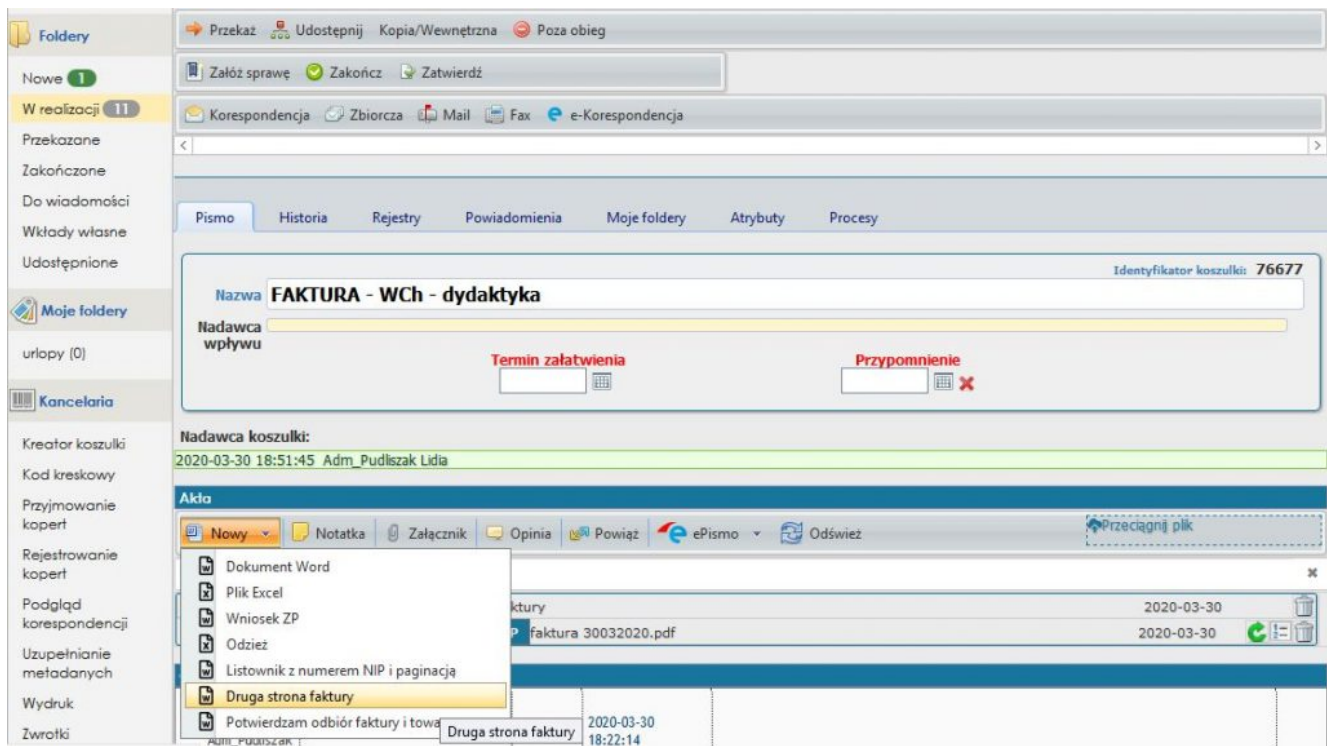 Foldery
Nowe 1
W realizacji 11
Przekazane
Zakończone
Do wiadomości
Wkłady własne
Udostępnione
Moje foldery
urlopy (0)
Kancelaria
Kreator koszulki
Kod kreskowy
Przyjmowanie
kopert
Rejestrowanie
kopert
Podgląd
korespondencji
Uzupełnianie
metadanych
Wydruk
Zwrotki
Przekaż Udostępnij Kopia/Wewnętrzna Poza obieg
Załóż sprawę Zakończ Zatwierdź
Korespondencja Zbiorcza Mail Fax e-Korespondencja
Pismo Historia Rejestry Powiadomienia Moje foldery Atrybuty Procesy
Identyfikator koszulki: 76677
Nazwa FAKTURA - WCh - dydaktyka
Nadawca
wpływu
Termin załatwienia Przypomnienie
Nadawca koszulki:
2020-03-30 18:51:45 Adm_Pudliszak Lidia
Akta
Nowy Notatka Załącznik Opinia Powiąż ePismo Odśwież Przeciągnij plik
Dokument Word
Plik Excel
Wniosek ZP
Odzież
Listownik z numerem NIP i paginacją
Druga strona faktury
Potwierdzam odbiór faktury i towa
Druga strona faktury
ktury 2020-03-30
P faktura 30032020.pdf 2020-03-30
2020-03-30
18:22:14
Adm_Pudliszak